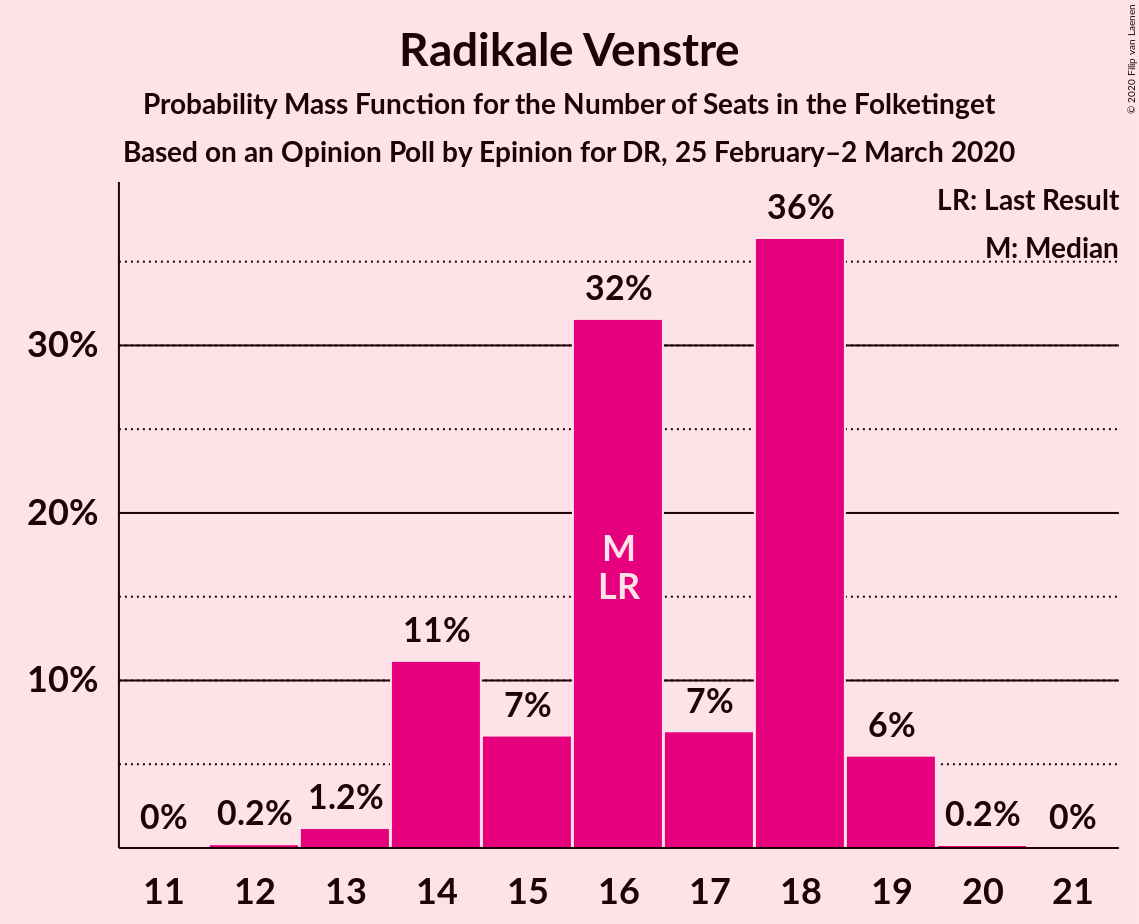 Radikale Venstre
Probability Mass Function for the Number of Seats in the Folketinget
Based on an Opinion Poll by Epinion for DR, 25 February–2 March 2020
© 2020 Filip van Laenen
LR: Last Result
M: Median
36%
32%
30%
20%
M
LR
11%
10%
7%
7%
6%
1.2%
0%
0.2%
0.2%
0%
11 12 13 14 15 16 17 18 19 20 21